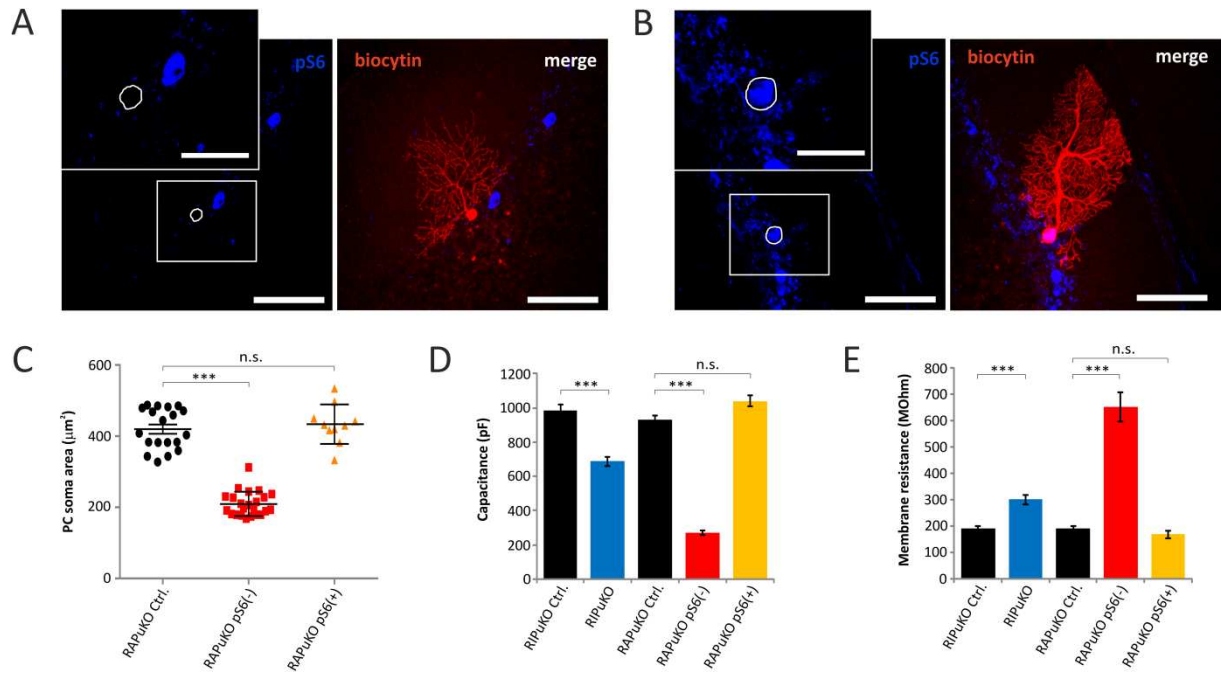 A
pS6
biocytin
merge
B
pS6
biocytin
merge
C
n.s.
***
600
400
200
0
PC soma area (μm²)
RAPuKO Ctrl.
RAPuKO pS6(-)
RAPuKO pS6(+)
D
n.s.
***
***
1200
1000
800
600
400
200
0
Capacitance (pF)
RIPuKO Ctrl.
RIPuKO
RAPuKO Ctrl.
RAPuKO pS6(-)
RAPuKO pS6(+)
E
n.s.
***
***
800
700
600
500
400
300
200
100
0
Membrane resistance (MOhm)
RIPuKO Ctrl.
RIPuKO
RAPuKO Ctrl.
RAPuKO pS6(-)
RAPuKO pS6(+)